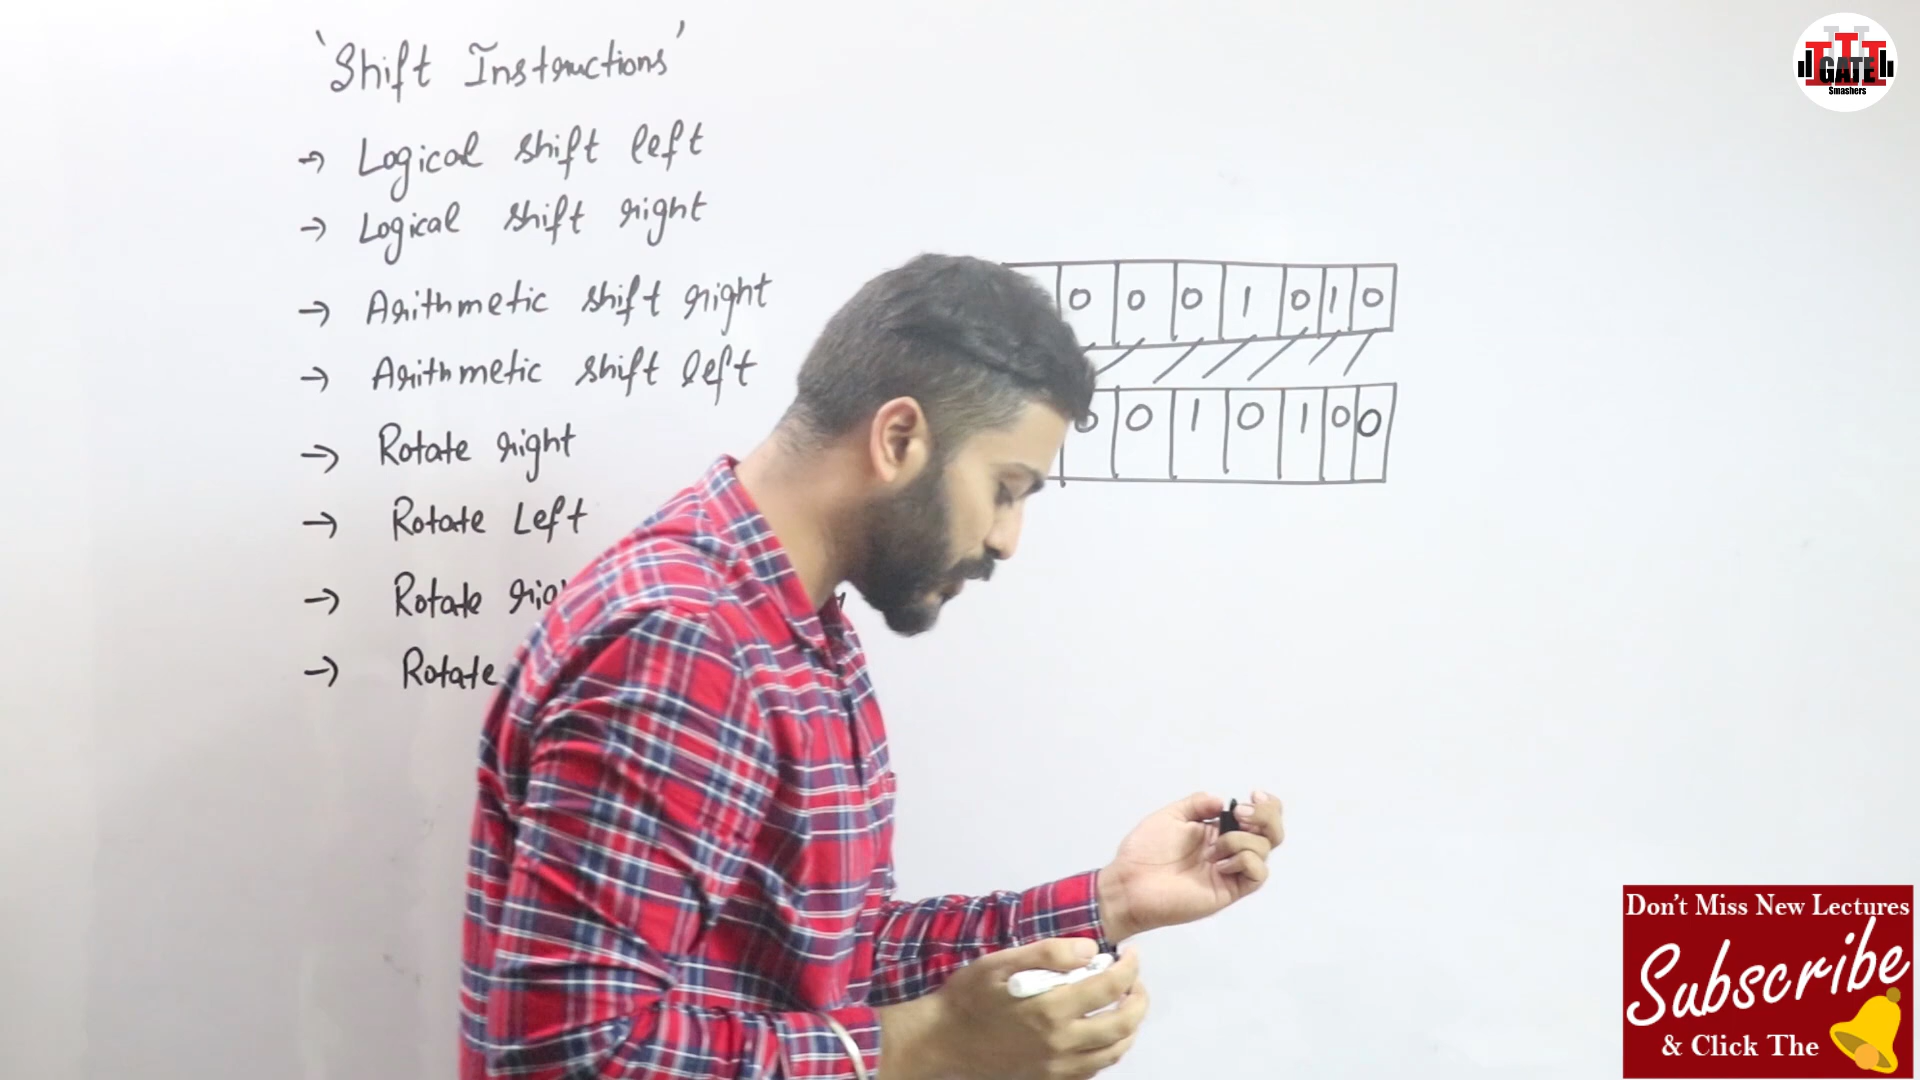 'Shift Instructions'
→ Logical shift left
→ Logical shift right
→ Arithmetic shift right
→ Arithmetic shift left
→ Rotate right
→ Rotate Left
→ Rotate
→ Rotate
0 0 0 1 0 1 0
0 0 1 0 1 0 0
GATE
Smashers
Don't Miss New Lectures
Subscribe
& Click The